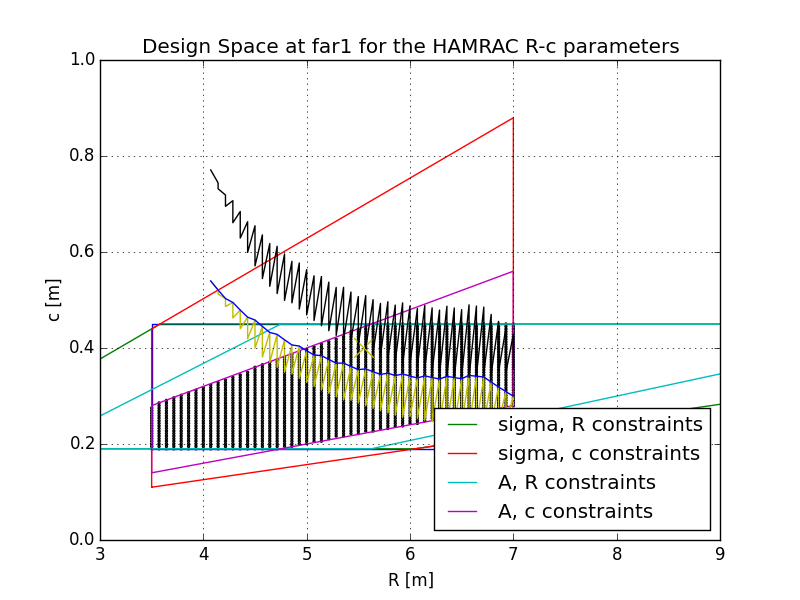 Design Space at far1 for the HAMRAC R-c parameters
1.0
0.8
0.6
0.4
0.2
0.0
c [m]
3 4 5 6 7 8 9
R [m]
sigma, R constraints
sigma, c constraints
A, R constraints
A, c constraints